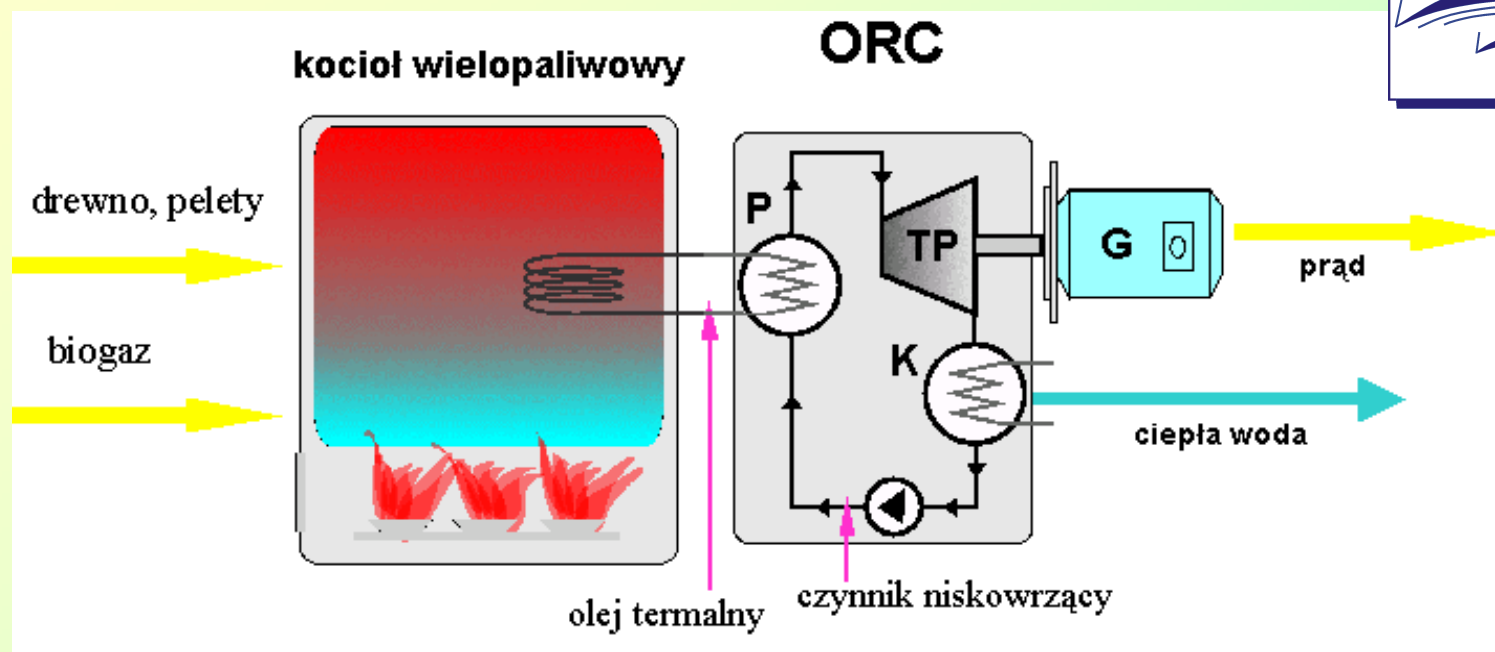 kocioł wielopaliwowy
ORC
drewno, pelety
biogaz
P
TP
G
prąd
K
ciepła woda
olej termalny
czynnik niskowrzący